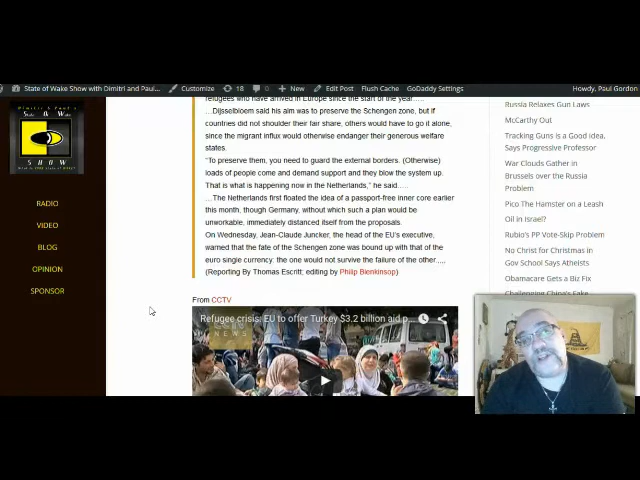 State of Wake Show with Dimitri and Paul...
Customize
18
0
New
Edit Post
Flush Cache
GoDaddy Settings
Howdy, Paul Gordon
Dimitri & Paul's
State O Wake
S H O W
RADIO
VIDEO
BLOG
OPINION
SPONSOR
refugees who have arrived in Europe since the start of the year…..
…Dijsselbloem said his aim was to preserve the Schengen zone, but if
countries did not shoulder their fair share, others would have to go it alone,
since the migrant influx would otherwise endanger their generous welfare
states.
“To preserve them, you need to guard the external borders. (Otherwise)
loads of people come and demand support and they blow the system up.
That is what is happening now in the Netherlands,” he said…..
…The Netherlands first earlier floated the idea of a passport-free inner core earlier
this month, though Germany, without which such a plan would be
unworkable, immediately distanced itself from the proposals.
On Wednesday, Jean-Claude Juncker, the head of the EU's executive,
warned that the fate of the Schengen zone was bound up with that of the
euro single currency: the one would not survive the failure of the other…..
(Reporting By Thomas Escritt; editing by Philip Blenkinsop)
From CCTV
Refugee crisis: EU to offer Turkey $3.2 billion aid p...
NEWS
Russia Relaxes Gun Laws
McCarthy Out
Tracking Guns is a Good idea,
Says Progressive Professor
War Clouds Gather in
Brussels over the Russia
Problem
Pico The Hamster on a Leash
Oil in Israel?
Rubio's PP Vote-Skip Problem
No Christ for Christmas in
Gov School Says Atheists
Obamacare Gets a Biz Fix
Challenging China's Fake